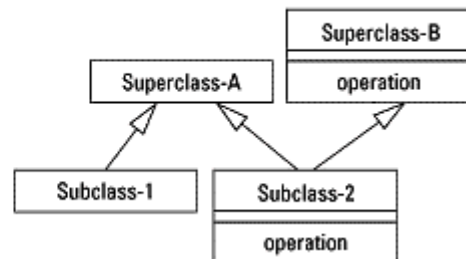 Superclass-B
operation
Superclass-A
Subclass-1
Subclass-2
operation